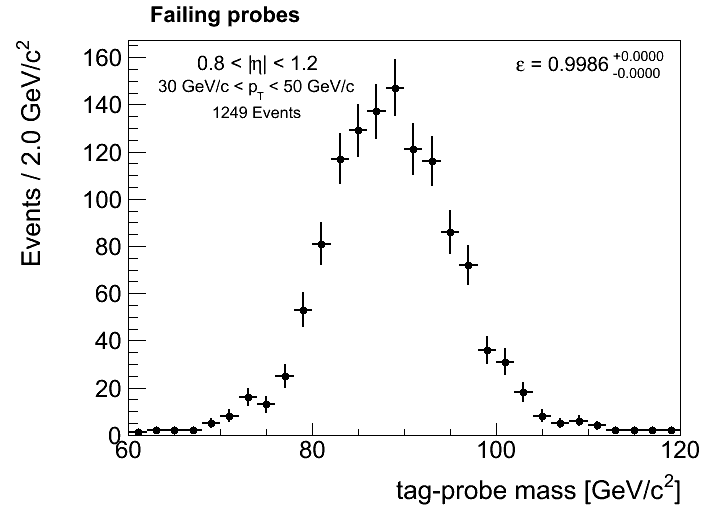 Failing probes
0.8 < |η| < 1.2
30 GeV/c < p_T < 50 GeV/c
1249 Events
ε = 0.9986 +0.0000 -0.0000
Events / 2.0 GeV/c²
160
140
120
100
80
60
40
20
0
60 80 100 120
tag-probe mass [GeV/c²]